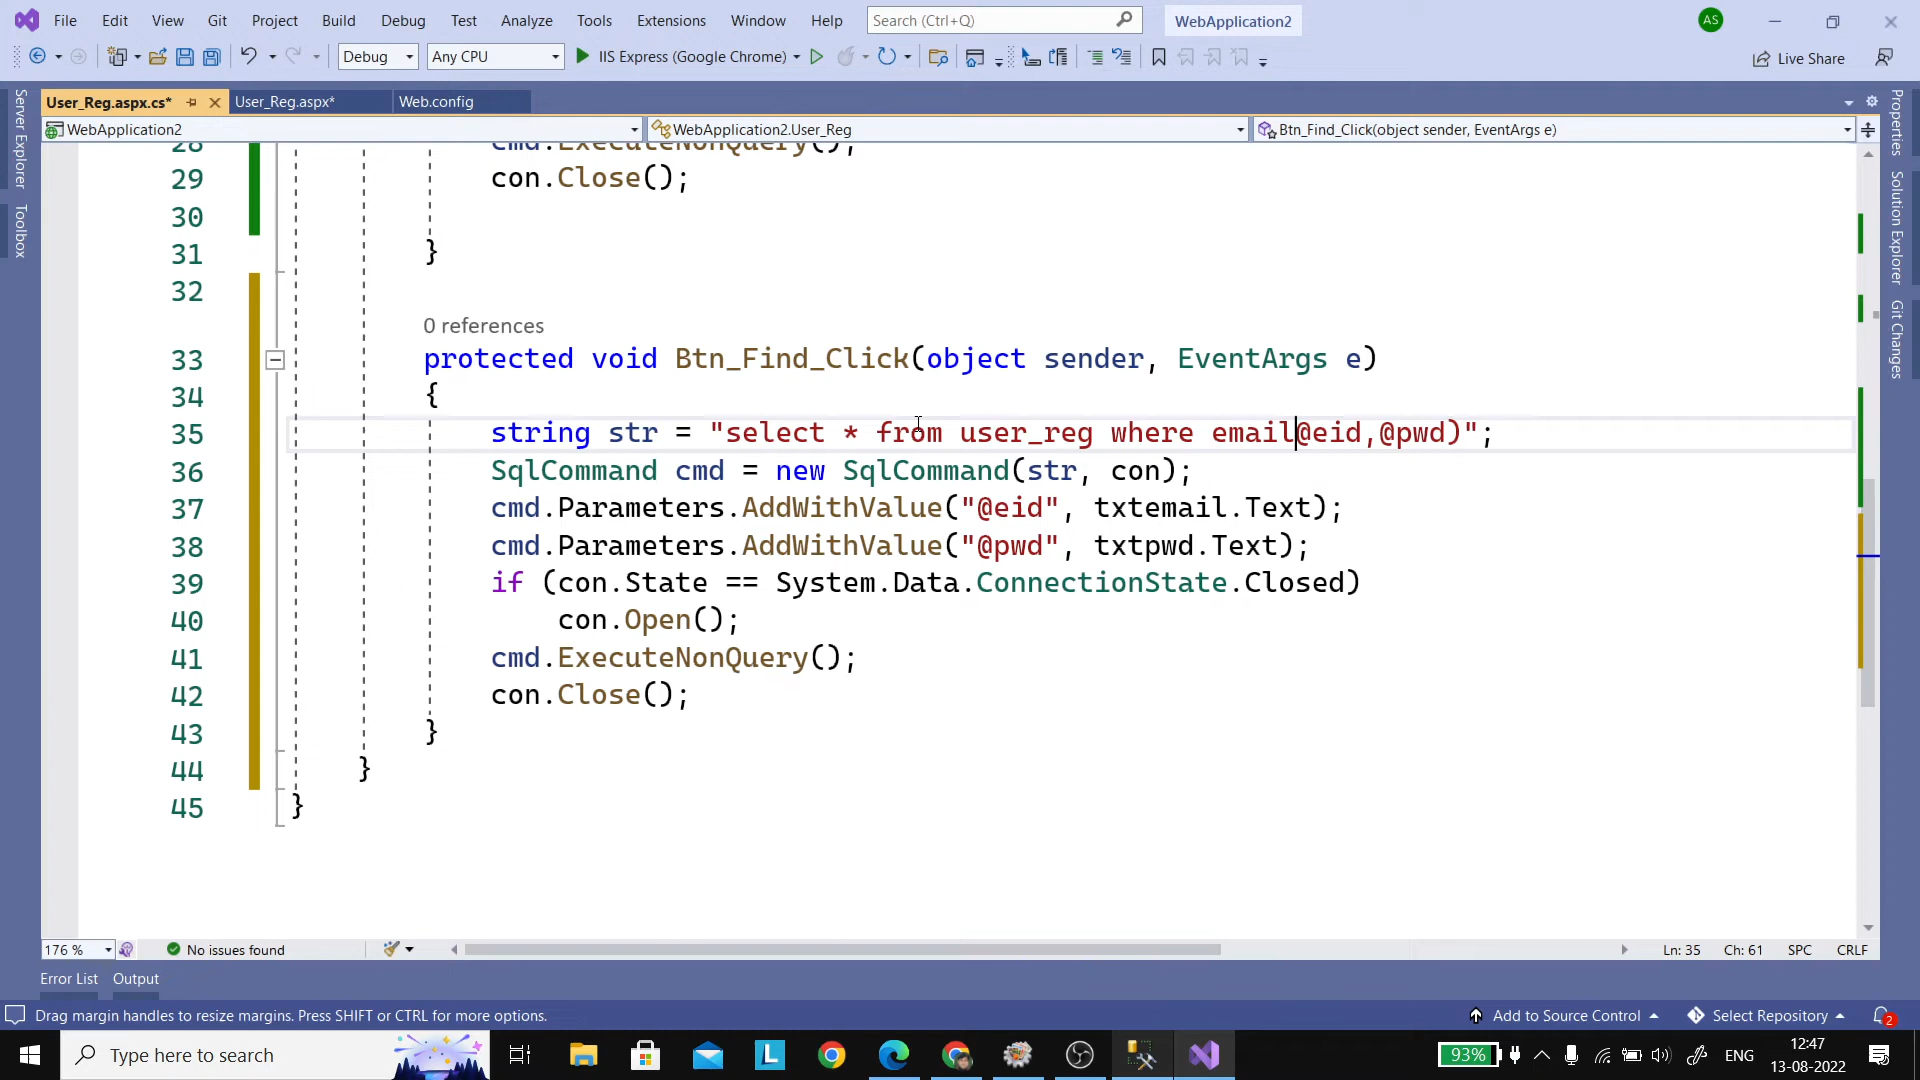 File Edit View Git Project Build Debug Test Analyze Tools Extensions Window Help Search (Ctrl+Q) WebApplication2 AS
Debug Any CPU IIS Express (Google Chrome) Live Share
User_Reg.aspx.cs* User_Reg.aspx* Web.config
WebApplication2 WebApplication2.User_Reg Btn_Find_Click(object sender, EventArgs e)
Server Explorer
Toolbox
Properties
Solution Explorer
Git Changes
28 cmd.ExecuteNonQuery();
29 con.Close();
30
31 }
32
0 references
33 protected void Btn_Find_Click(object sender, EventArgs e)
34 {
35 string str = "select * from user_reg where email@eid,@pwd)";
36 SqlCommand cmd = new SqlCommand(str, con);
37 cmd.Parameters.AddWithValue("@eid", txtemail.Text);
38 cmd.Parameters.AddWithValue("@pwd", txtpwd.Text);
39 if (con.State == System.Data.ConnectionState.Closed)
40 con.Open();
41 cmd.ExecuteNonQuery();
42 con.Close();
43 }
44 }
45 }
176 % No issues found Ln: 35 Ch: 61 SPC CRLF
Error List Output
Drag margin handles to resize margins. Press SHIFT or CTRL for more options. Add to Source Control Select Repository 2
Type here to search L 93% ENG 12:47
13-08-2022